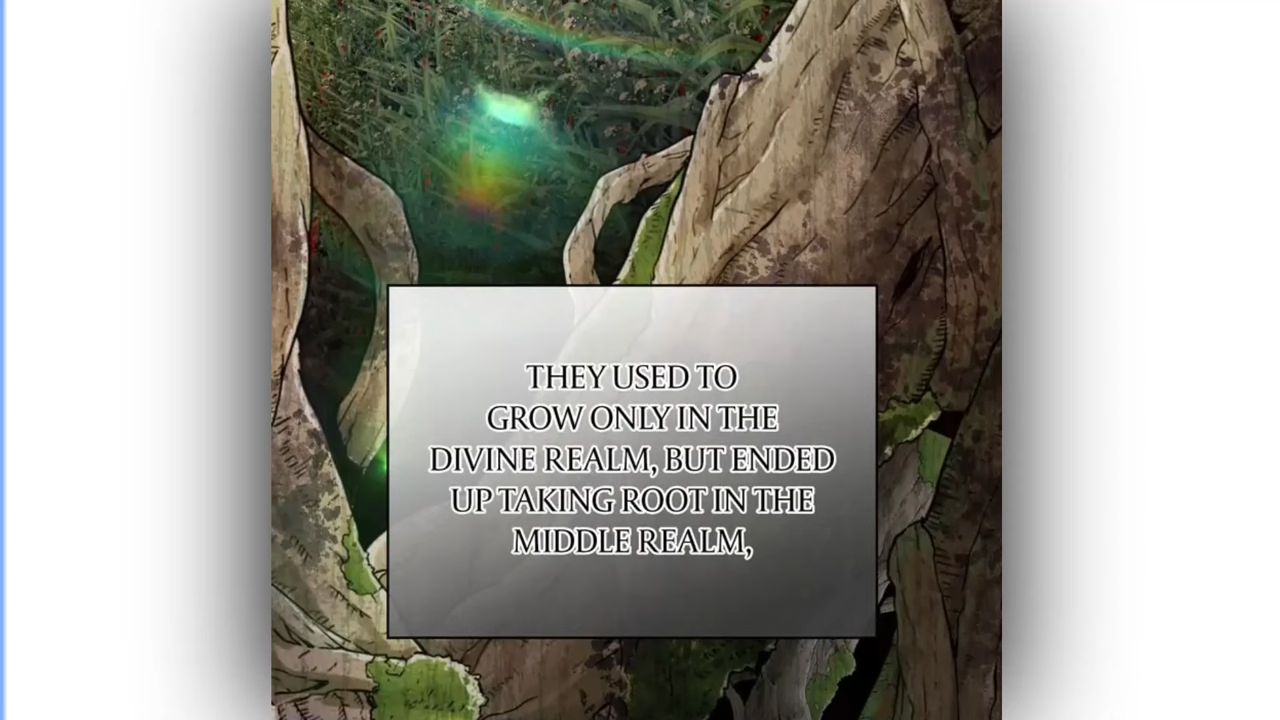 THEY USED TO
GROW ONLY IN THE
DIVINE REALM, BUT ENDED
UP TAKING ROOT IN THE
MIDDLE REALM,